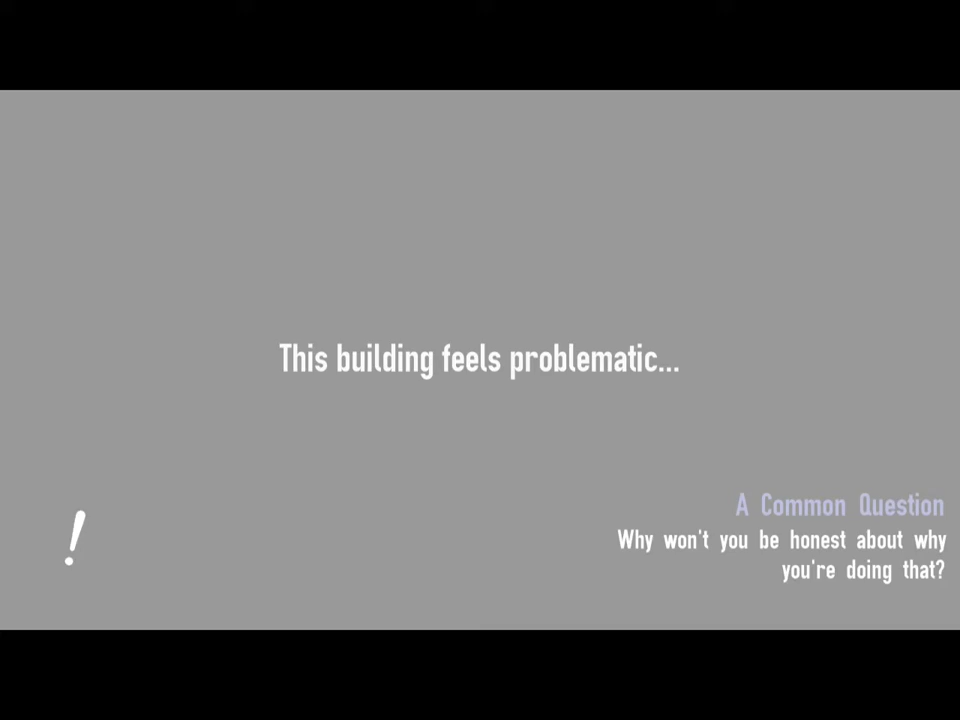 This building feels problematic...
!
A Common Question
Why won't you be honest about why
you're doing that?